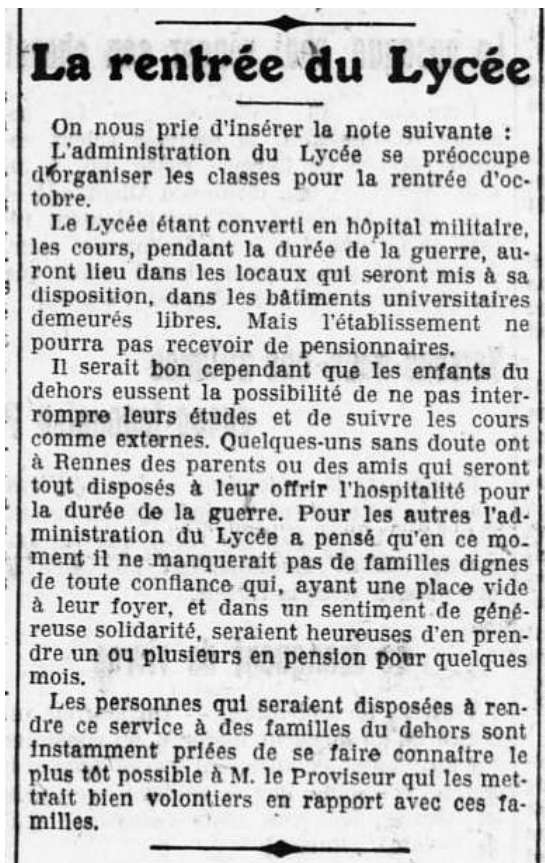 La rentrée du Lycée
On nous prie d'insérer la note suivante :
L'administration du Lycée se préoccupe
d'organiser les classes pour la rentrée d'oc-
tobre.
Le Lycée étant converti en hôpital militaire,
les cours, pendant la durée de la guerre, au-
ront lieu dans les locaux qui seront mis à sa
disposition, dans les bâtiments universitaires
demeurés libres. Mais l'établissement ne
pourra pas recevoir de pensionnaires.
Il serait bon cependant que les enfants du
dehors eussent la possibilité de ne pas inter-
rompre leurs études et de suivre les cours
comme externes. Quelques-uns sans doute ont
à Rennes des parents ou des amis qui seront
tout disposés à leur offrir l'hospitalité pour
la durée de la guerre. Pour les autres l'ad-
ministration du Lycée a pensé qu'en ce mo-
ment il ne manquerait pas de familles dignes
de toute confiance qui, ayant une place vide
à leur foyer, et dans un sentiment de géné-
reuse solidarité, seraient heureuses d'en pren-
dre un ou plusieurs en pension pour quelques
mois.
Les personnes qui seraient disposées à ren-
dre ce service à des familles du dehors sont
instamment priées de se faire connaître le
plus tôt possible à M. le Proviseur qui les met-
trait bien volontiers en rapport avec ces fa-
milles.